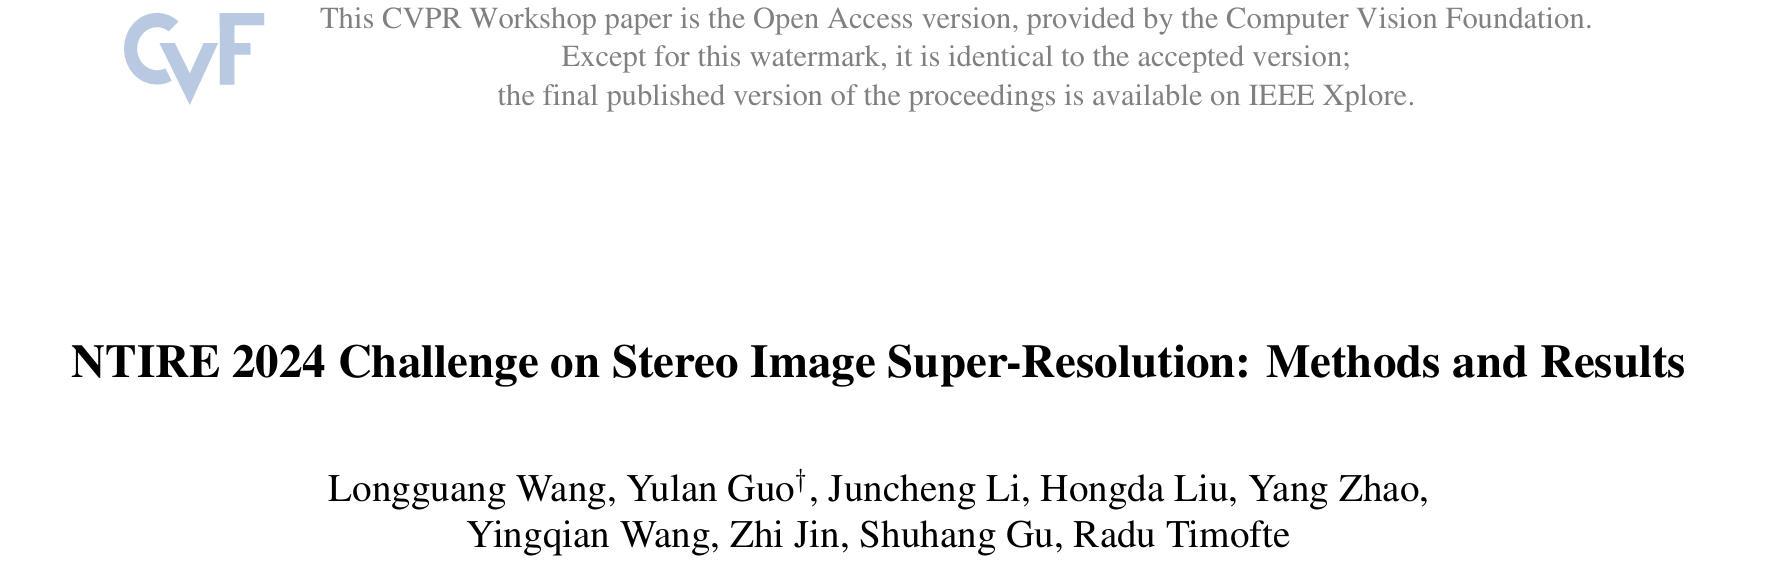 CVF
This CVPR Workshop paper is the Open Access version, provided by the Computer Vision Foundation.
Except for this watermark, it is identical to the accepted version;
the final published version of the proceedings is available on IEEE Xplore.
NTIRE 2024 Challenge on Stereo Image Super-Resolution: Methods and Results
Longguang Wang, Yulan Guo†, Juncheng Li, Hongda Liu, Yang Zhao,
Yingqian Wang, Zhi Jin, Shuhang Gu, Radu Timofte